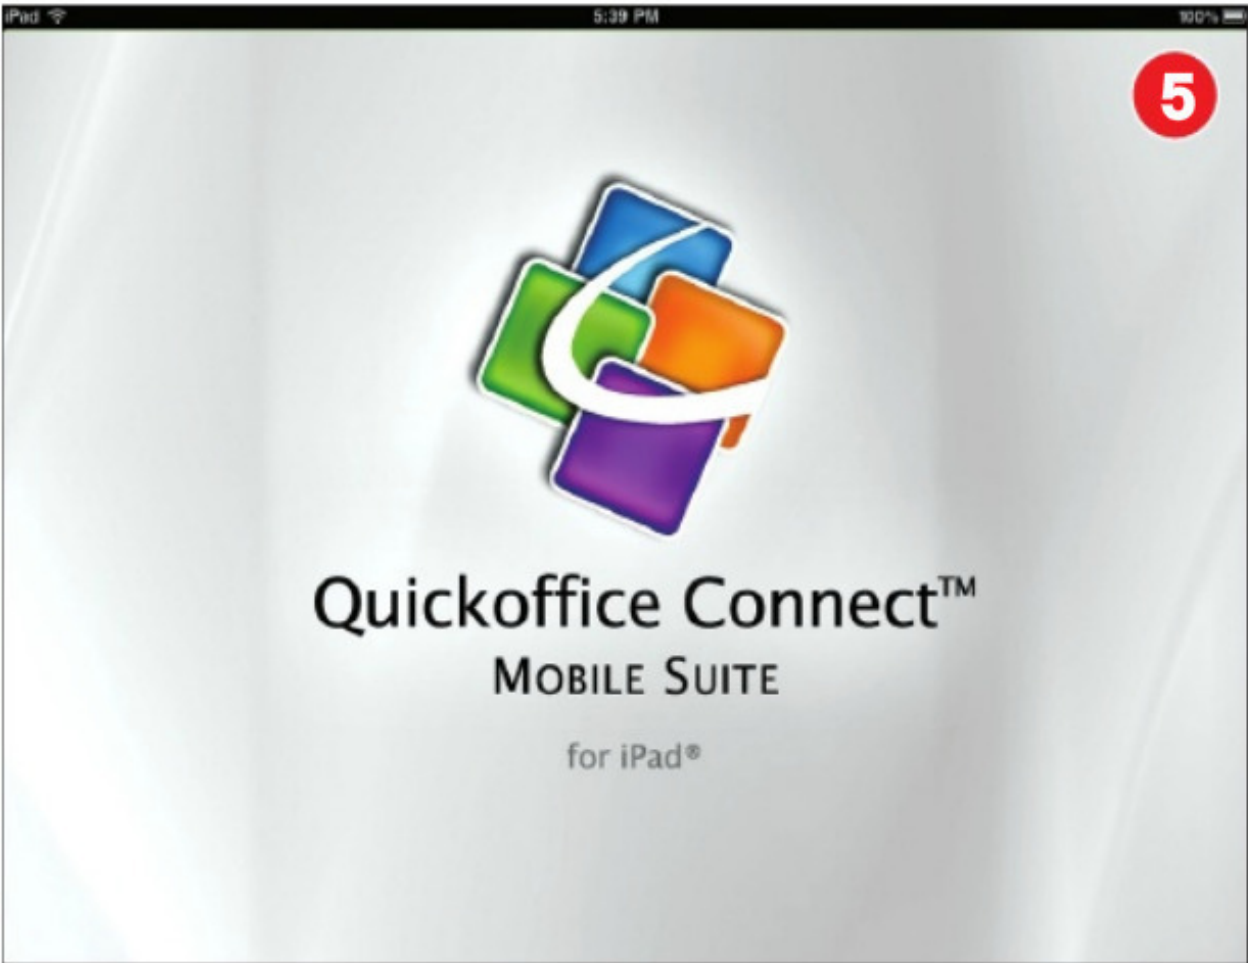 iPad 5:39 PM 100%
5
Quickoffice Connect™
MOBILE SUITE
for iPad®